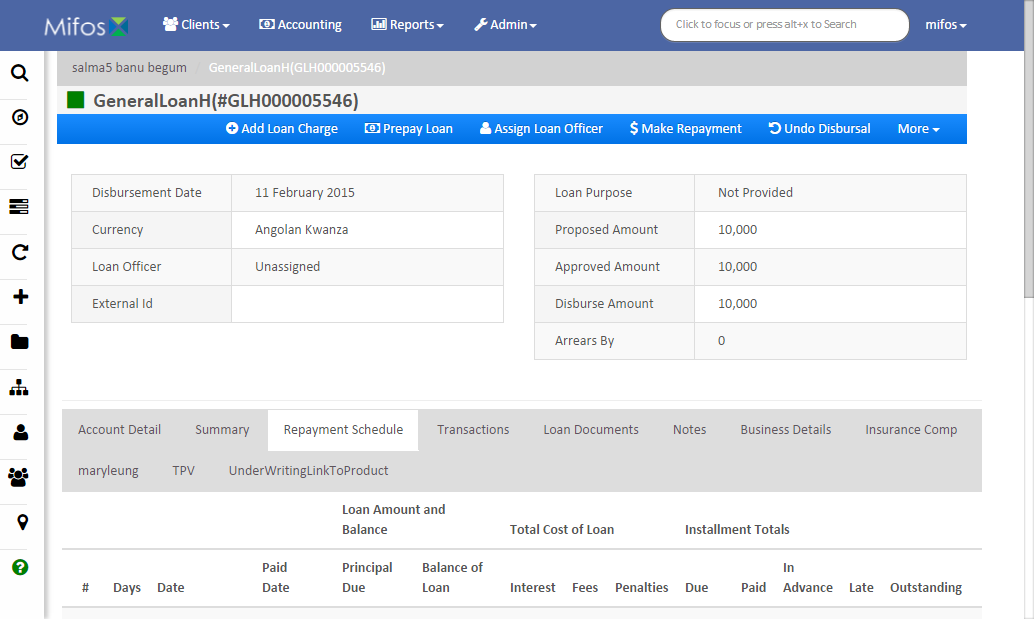 Mifos Clients Accounting Reports Admin Click to focus or press alt+x to Search mifos
salma5 banu begum / GeneralLoanH(GLH000005546)
GeneralLoanH(#GLH000005546)
Add Loan Charge Prepay Loan Assign Loan Officer $ Make Repayment Undo Disbursal More
Disbursement Date 11 February 2015
Currency Angolan Kwanza
Loan Officer Unassigned
External Id
Loan Purpose Not Provided
Proposed Amount 10,000
Approved Amount 10,000
Disburse Amount 10,000
Arrears By 0
Account Detail Summary Repayment Schedule Transactions Loan Documents Notes Business Details Insurance Comp
maryleung TPV UnderWritingLinkToProduct
Loan Amount and
Balance Total Cost of Loan Installment Totals
Paid Principal Balance of In
# Days Date Date Due Loan Interest Fees Penalties Due Paid Advance Late Outstanding